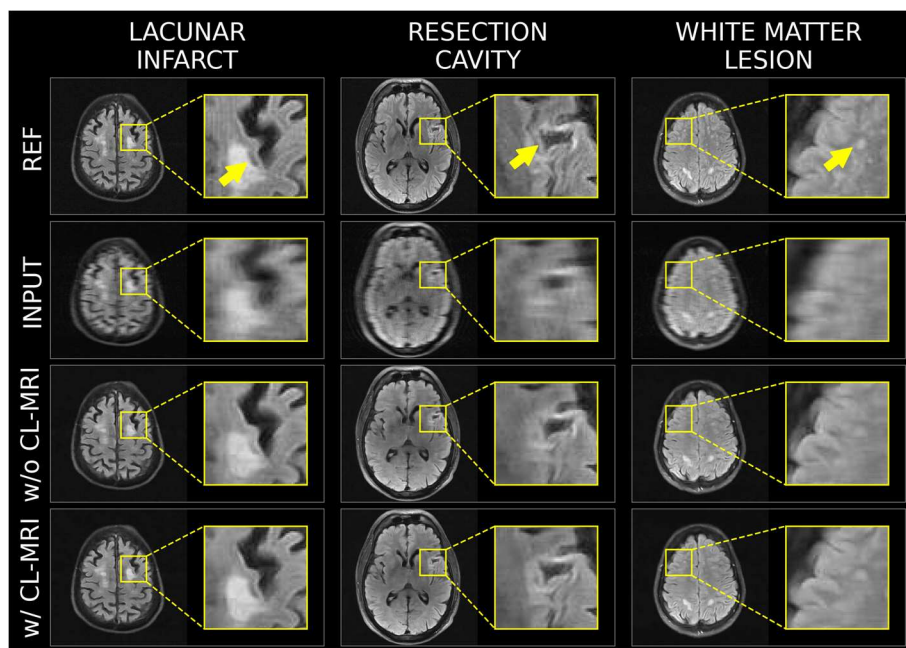 LACUNAR
INFARCT
RESECTION
CAVITY
WHITE MATTER
LESION
REF
INPUT
w/o CL-MRI
w/ CL-MRI